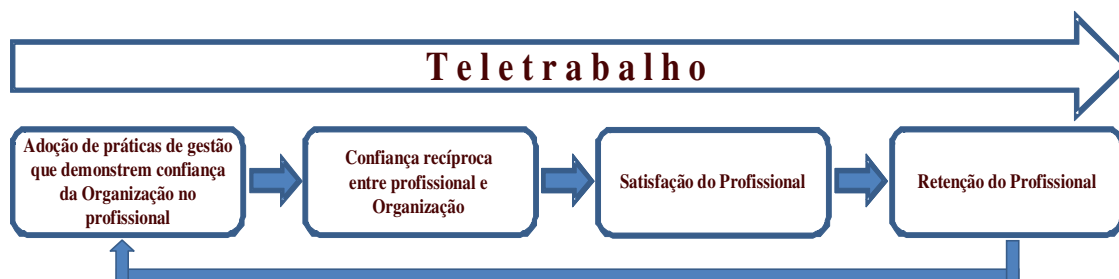 Teletrabalho
Adoção de práticas de gestão
que demonstrem confiança
da Organização no
profissional
Confiança recíproca
entre profissional e
Organização
Satisfação do Profissional
Retenção do Profissional